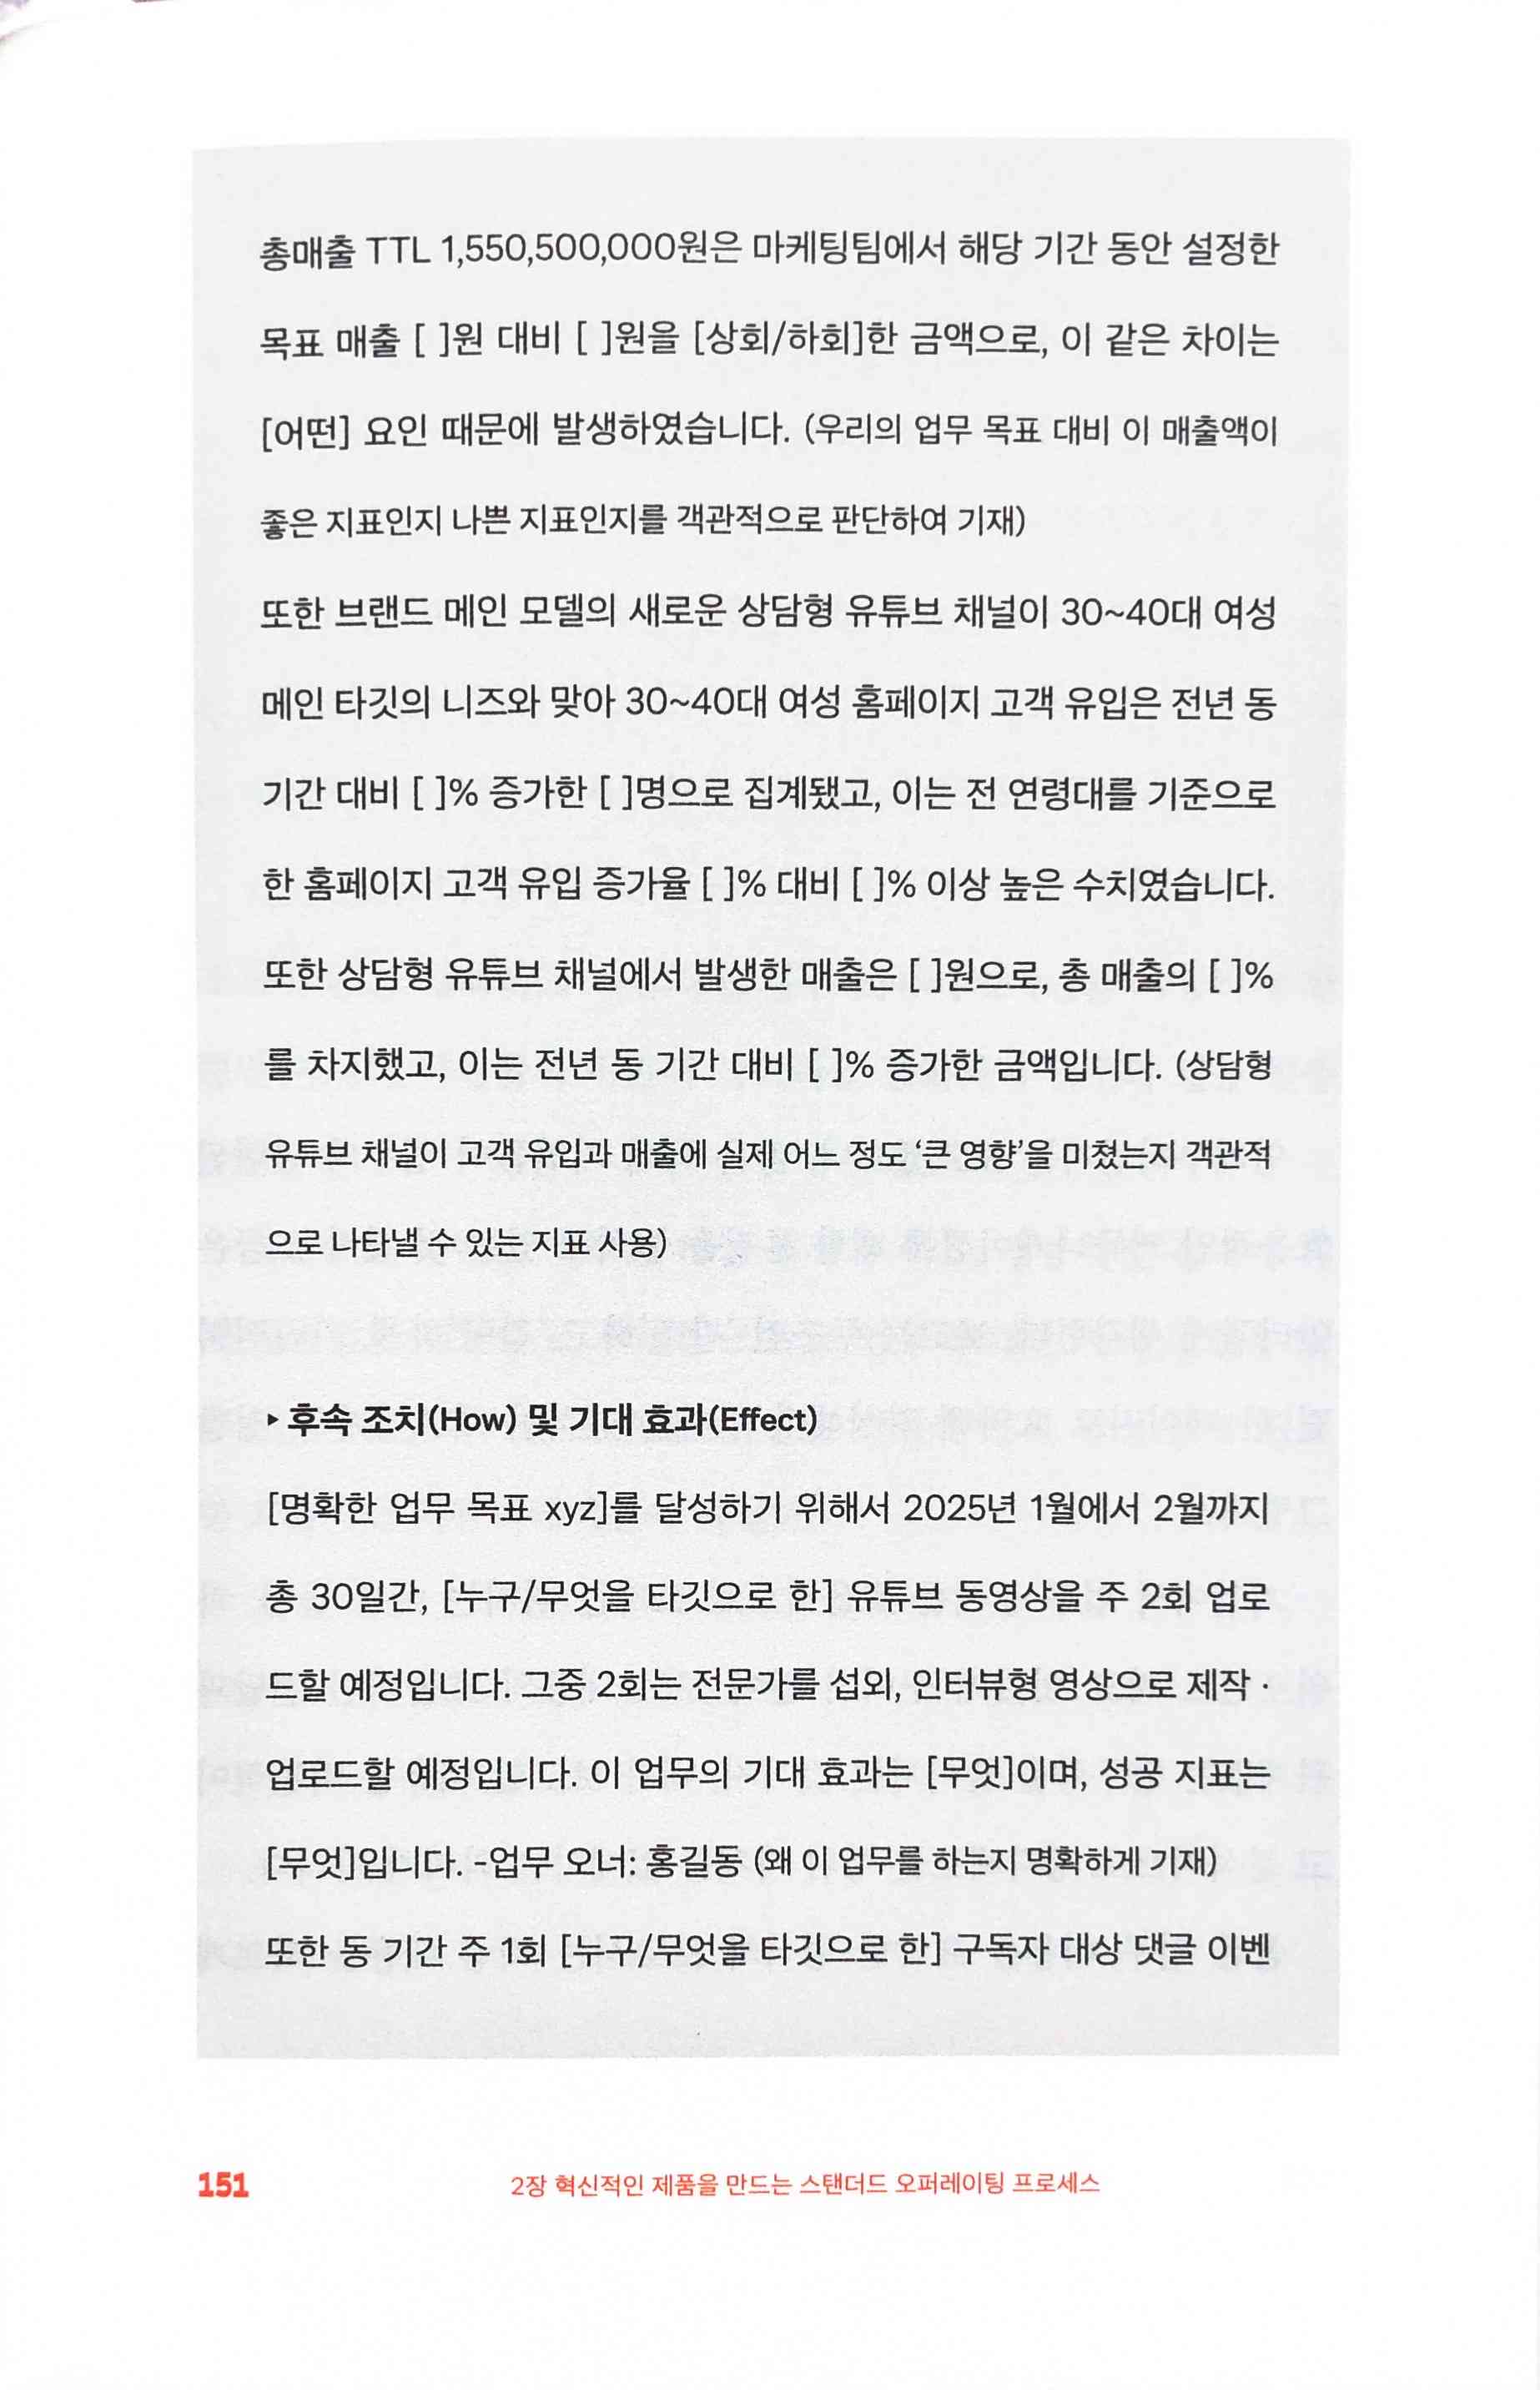 총매출 TTL 1,550,500,000원은 마케팅팀에서 해당 기간 동안 설정한
목표 매출 [ ]원 대비 [ ]원을 [상회/하회]한 금액으로, 이 같은 차이는
[어떤] 요인 때문에 발생하였습니다. (우리의 업무 목표 대비 이 매출액이
좋은 지표인지 나쁜 지표인지를 객관적으로 판단하여 기재)
또한 브랜드 메인 모델의 새로운 상담형 유튜브 채널이 30~40대 여성
메인 타깃의 니즈와 맞아 30~40대 여성 홈페이지 고객 유입은 전년 동
기간 대비 [ ]% 증가한 [ ]명으로 집계됐고, 이는 전 연령대를 기준으로
한 홈페이지 고객 유입 증가율 [ ]% 대비 [ ]% 이상 높은 수치였습니다.
또한 상담형 유튜브 채널에서 발생한 매출은 [ ]원으로, 총 매출의 [ ]%
를 차지했고, 이는 전년 동 기간 대비 [ ]% 증가한 금액입니다. (상담형
유튜브 채널이 고객 유입과 매출에 실제 어느 정도 ‘큰 영향’을 미쳤는지 객관적
으로 나타낼 수 있는 지표 사용)
▸ 후속 조치(How) 및 기대 효과(Effect)
[명확한 업무 목표 xyz]를 달성하기 위해서 2025년 1월에서 2월까지
총 30일간, [누구/무엇을 타깃으로 한] 유튜브 동영상을 주 2회 업로
드할 예정입니다. 그중 2회는 전문가를 섭외, 인터뷰형 영상으로 제작 ·
업로드할 예정입니다. 이 업무의 기대 효과는 [무엇]이며, 성공 지표는
[무엇]입니다. -업무 오너: 홍길동 (왜 이 업무를 하는지 명확하게 기재)
또한 동 기간 주 1회 [누구/무엇을 타깃으로 한] 구독자 대상 댓글 이벤
151 2장 혁신적인 제품을 만드는 스탠더드 오퍼레이팅 프로세스